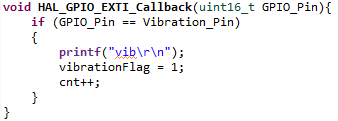 void HAL_GPIO_EXTI_Callback(uint16_t GPIO_Pin){
    if (GPIO_Pin == Vibration_Pin)
    {
        printf("vib\r\n");
        vibrationFlag = 1;
        cnt++;
    }
}